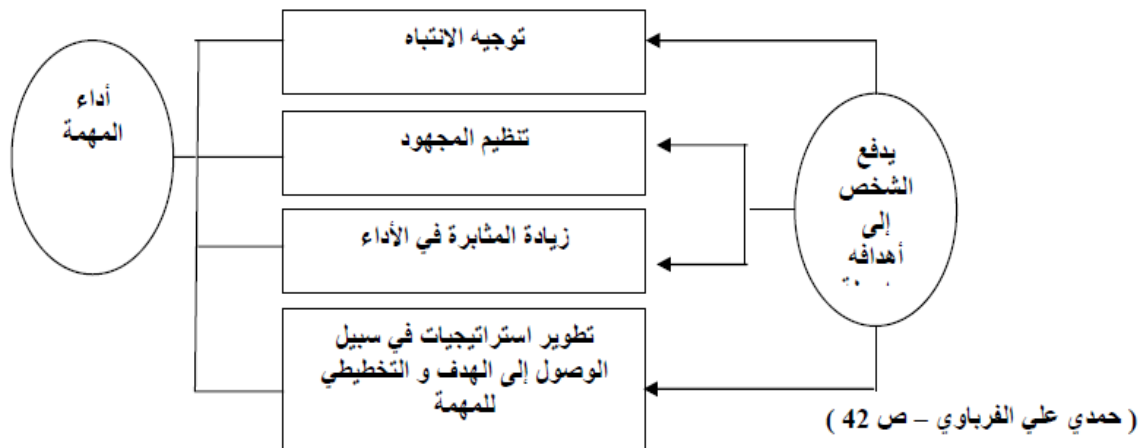 توجيه الانتباه
أداء
المهمة
تنظيم المجهود
يدفع
الشخص
إلى
أهدافه
زيادة المثابرة في الأداء
تطوير استراتيجيات في سبيل
الوصول إلى الهدف و التخطيطي
للمهمة
( حمدي علي الفرباوي – ص 42 )